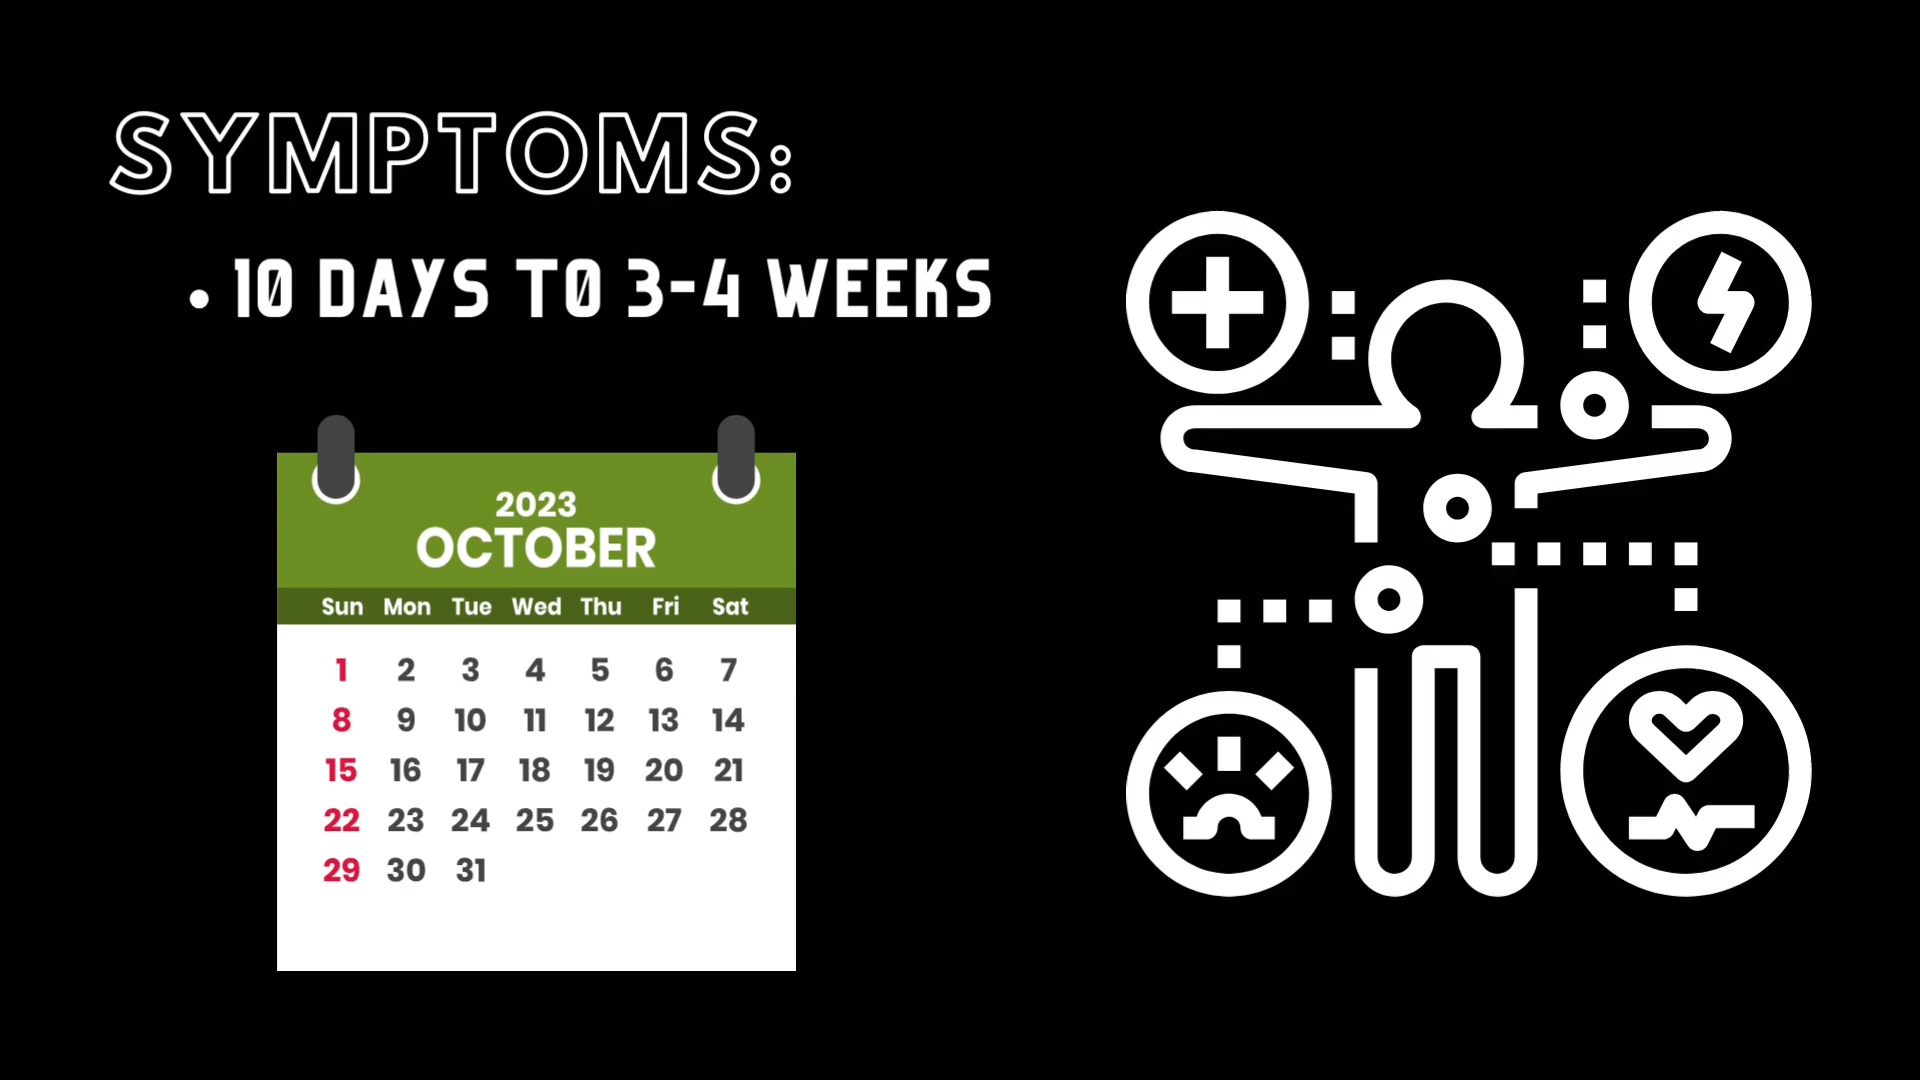 SYMPTOMS:
• 10 DAYS TO 3-4 WEEKS
2023
OCTOBER
Sun Mon Tue Wed Thu Fri Sat
1 2 3 4 5 6 7
8 9 10 11 12 13 14
15 16 17 18 19 20 21
22 23 24 25 26 27 28
29 30 31